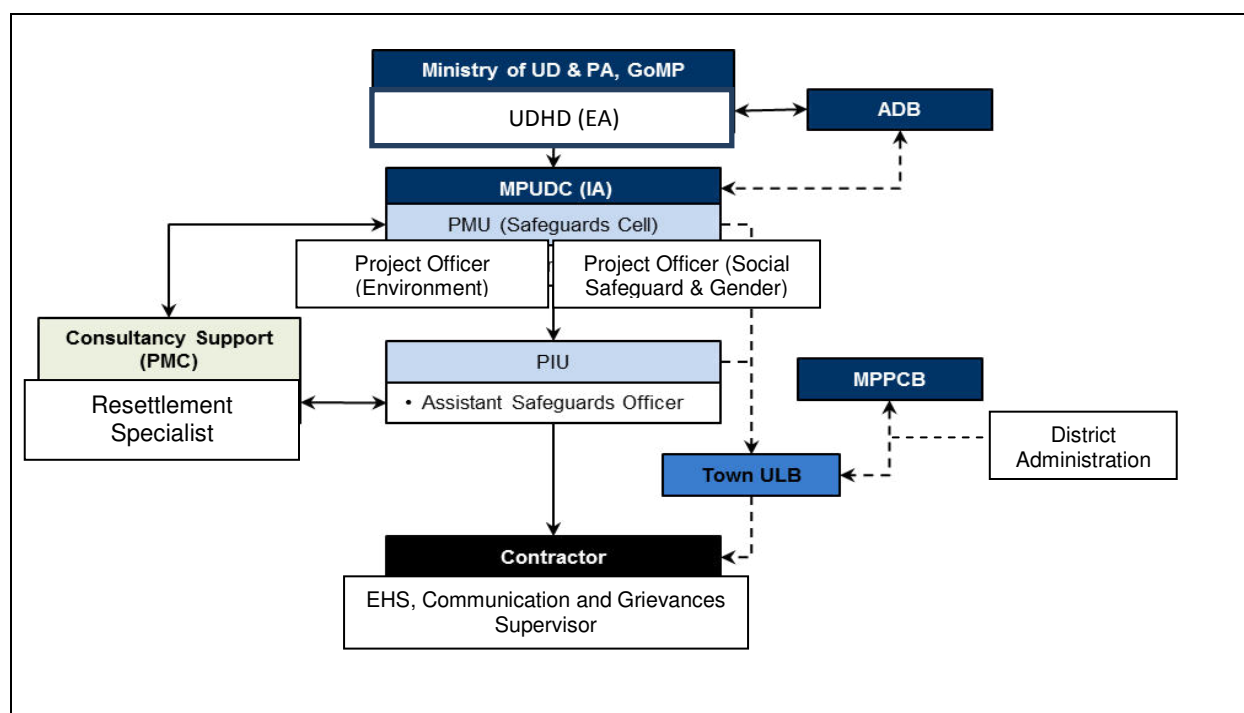 Ministry of UD & PA, GoMP
UDHD (EA)
ADB
MPUDC (IA)
PMU (Safeguards Cell)
Project Officer
(Environment)
Project Officer (Social
Safeguard & Gender)
Consultancy Support
(PMC)
Resettlement
Specialist
PIU
• Assistant Safeguards Officer
MPPCB
District
Administration
Town ULB
Contractor
EHS, Communication and Grievances
Supervisor